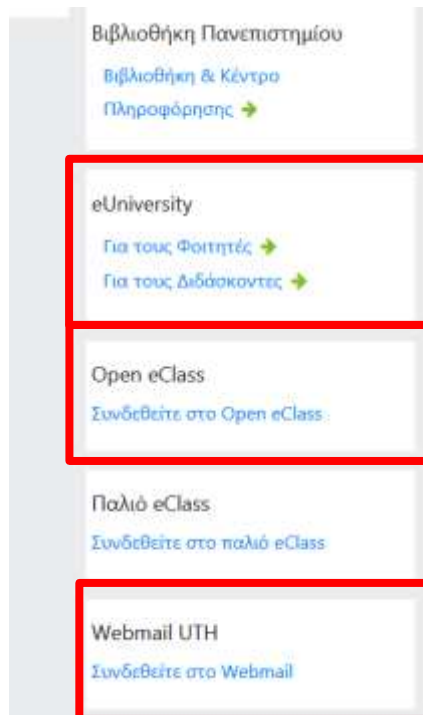 Βιβλιοθήκη Πανεπιστημίου
Βιβλιοθήκη & Κέντρο
Πληροφόρησης
eUniversity
Για τους Φοιτητές
Για τους Διδάσκοντες
Open eClass
Συνδεθείτε στο Open eClass
Παλιό eClass
Συνδεθείτε στο παλιό eClass
Webmail UTH
Συνδεθείτε στο Webmail